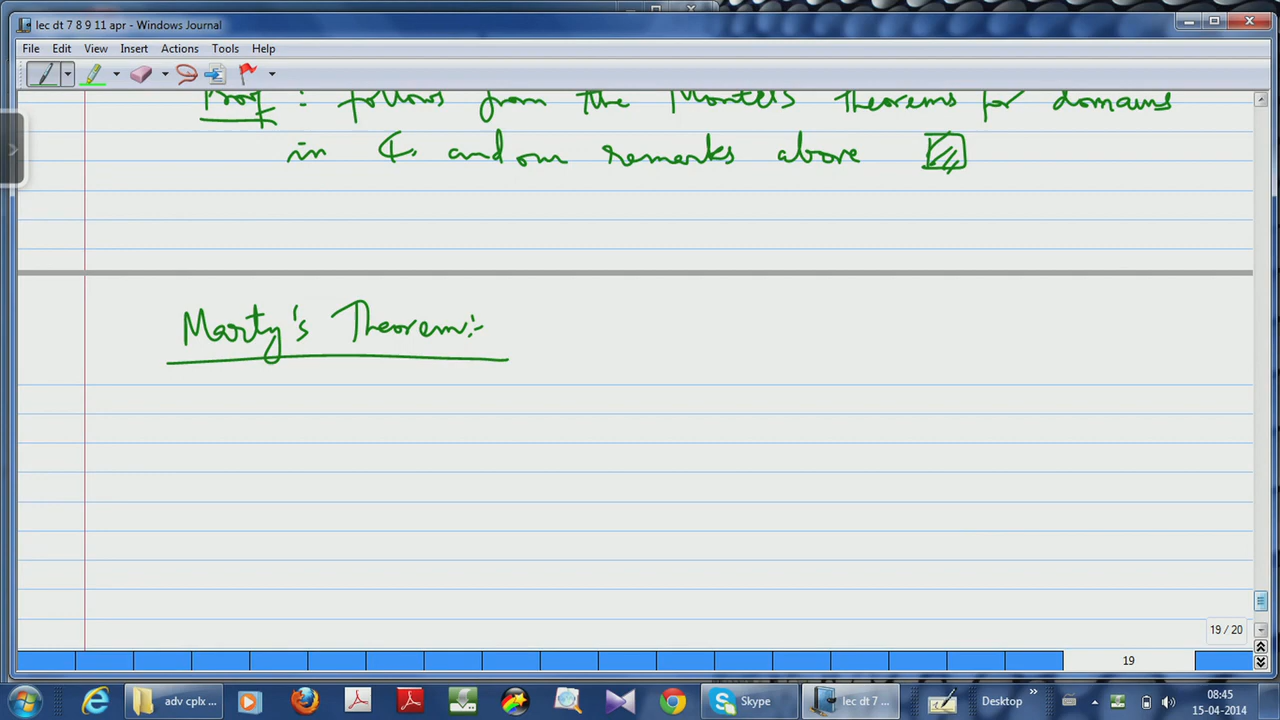 lec dt 7 8 9 11 apr - Windows Journal
File Edit View Insert Actions Tools Help
Proof : follows from the Montel's Theorems for domains
in ℂ, and our remarks above
Marty's Theorem:-
19 / 20
19
adv cplx ...
Skype
lec dt 7 ...
Desktop
08:45
15-04-2014